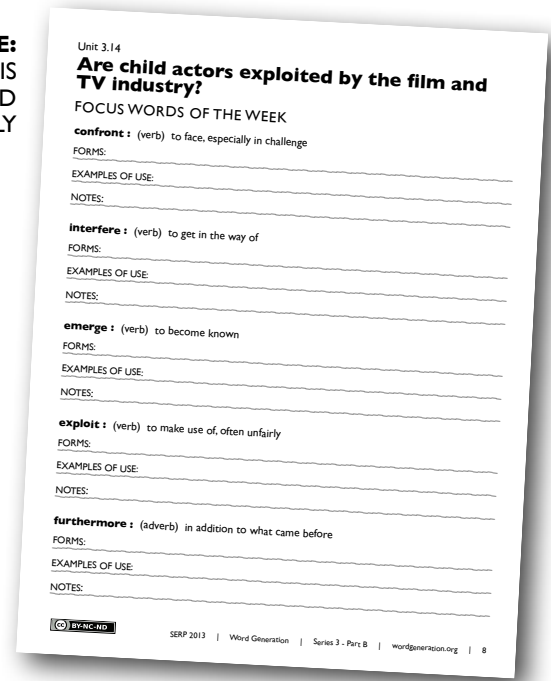 E:
IS
D
LY
Unit 3.14
Are child actors exploited by the film and
TV industry?
FOCUS WORDS OF THE WEEK
confront : (verb) to face, especially in challenge
FORMS:
EXAMPLES OF USE:
NOTES:
interfere : (verb) to get in the way of
FORMS:
EXAMPLES OF USE:
NOTES:
emerge : (verb) to become known
FORMS:
EXAMPLES OF USE:
NOTES:
exploit : (verb) to make use of, often unfairly
FORMS:
EXAMPLES OF USE:
NOTES:
furthermore : (adverb) in addition to what came before
FORMS:
EXAMPLES OF USE:
NOTES:
cc BY-NC-ND
SERP 2013 | Word Generation | Series 3 - Part B | wordgeneration.org | 8